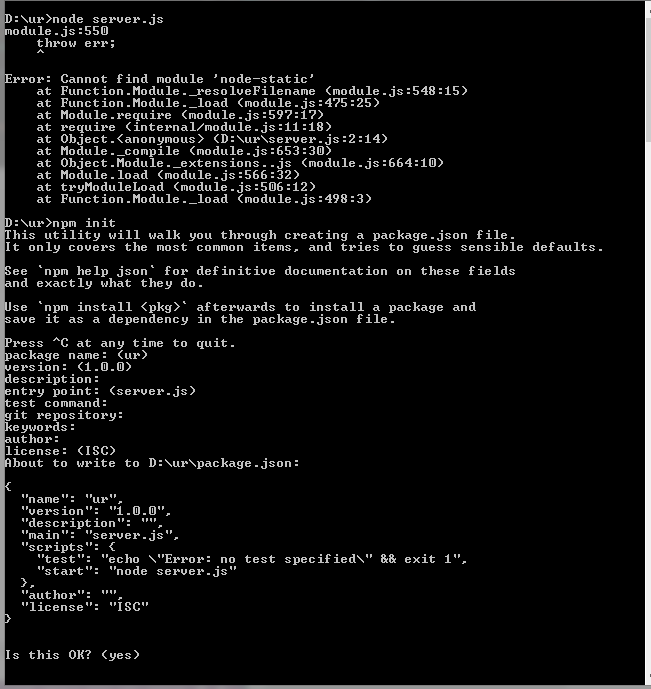 D:\ur>node server.js
module.js:550
    throw err;
    ^
Error: Cannot find module 'node-static'
    at Function.Module._resolveFilename (module.js:548:15)
    at Function.Module._load (module.js:475:25)
    at Module.require (module.js:597:17)
    at require (internal/module.js:11:18)
    at Object.<anonymous> (D:\ur\server.js:2:14)
    at Module._compile (module.js:653:30)
    at Object.Module._extensions..js (module.js:664:10)
    at Module.load (module.js:566:32)
    at tryModuleLoad (module.js:506:12)
    at Function.Module._load (module.js:498:3)
D:\ur>npm init
This utility will walk you through creating a package.json file.
It only covers the most common items, and tries to guess sensible defaults.
See `npm help json` for definitive documentation on these fields
and exactly what they do.
Use `npm install <pkg>` afterwards to install a package and
save it as a dependency in the package.json file.
Press ^C at any time to quit.
package name: (ur)
version: (1.0.0)
description:
entry point: (server.js)
test command:
git repository:
keywords:
author:
license: (ISC)
About to write to D:\ur\package.json:
{
  "name": "ur",
  "version": "1.0.0",
  "description": "",
  "main": "server.js",
  "scripts": {
    "test": "echo \"Error: no test specified\" && exit 1",
    "start": "node server.js"
  },
  "author": "",
  "license": "ISC"
}
Is this OK? (yes)